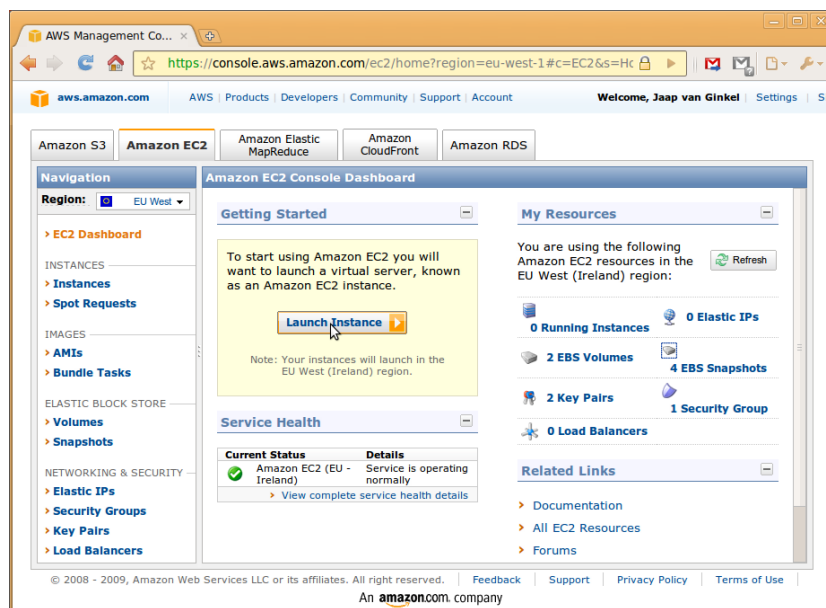 AWS Management Co...
https://console.aws.amazon.com/ec2/home?region=eu-west-1#c=EC2&s=Hc
aws.amazon.com AWS | Products | Developers | Community | Support | Account Welcome, Jaap van Ginkel | Settings | S
Amazon S3 Amazon EC2 Amazon Elastic MapReduce Amazon CloudFront Amazon RDS
Navigation
Region: EU West
> EC2 Dashboard
INSTANCES
> Instances
> Spot Requests
IMAGES
> AMIs
> Bundle Tasks
ELASTIC BLOCK STORE
> Volumes
> Snapshots
NETWORKING & SECURITY
> Elastic IPs
> Security Groups
> Key Pairs
> Load Balancers
Amazon EC2 Console Dashboard
Getting Started
To start using Amazon EC2 you will
want to launch a virtual server, known
as an Amazon EC2 instance.
Launch Instance
Note: Your instances will launch in the
EU West (Ireland) region.
Service Health
Current Status Details
Amazon EC2 (EU - Ireland) Service is operating normally
> View complete service health details
My Resources
You are using the following
Amazon EC2 resources in the
EU West (Ireland) region:
Refresh
0 Running Instances 0 Elastic IPs
2 EBS Volumes 4 EBS Snapshots
2 Key Pairs 1 Security Group
0 Load Balancers
Related Links
> Documentation
> All EC2 Resources
> Forums
© 2008 - 2009, Amazon Web Services LLC or its affiliates. All right reserved. | Feedback | Support | Privacy Policy | Terms of Use
An amazon.com. company